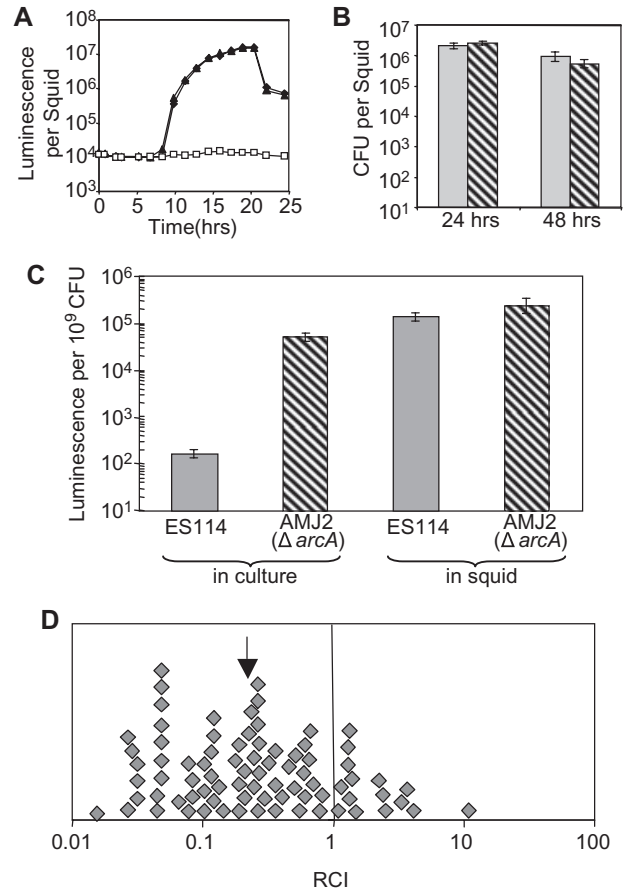 A
Luminescence
per Squid
10^8
10^7
10^6
10^5
10^4
10^3
0 5 10 15 20 25
Time(hrs)
B
CFU per Squid
10^7
10^6
10^5
10^4
10^3
10^2
10^1
24 hrs 48 hrs
C
Luminescence per 10^9 CFU
10^6
10^5
10^4
10^3
10^2
10^1
ES114 AMJ2 ES114 AMJ2
(Δ arcA) (Δ arcA)
in culture in squid
D
0.01 0.1 1 10 100
RCI